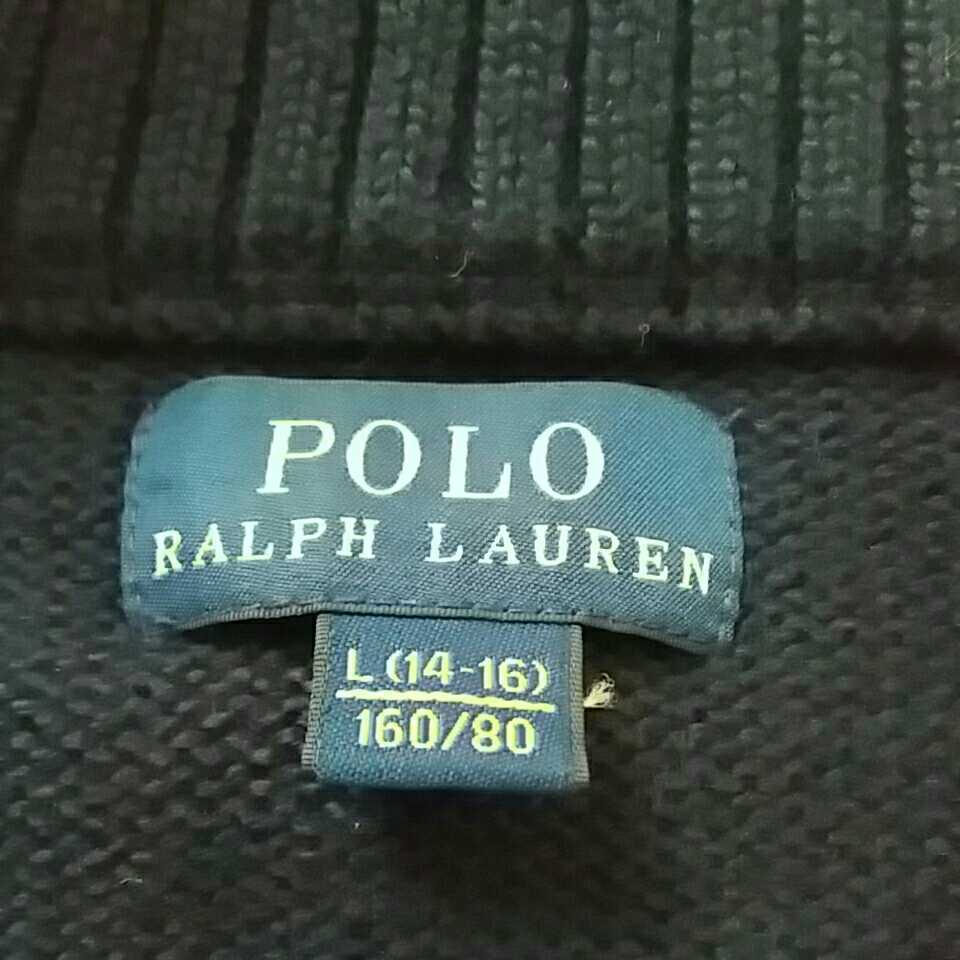 POLO
RALPH LAUREN
L (14-16)
160/80